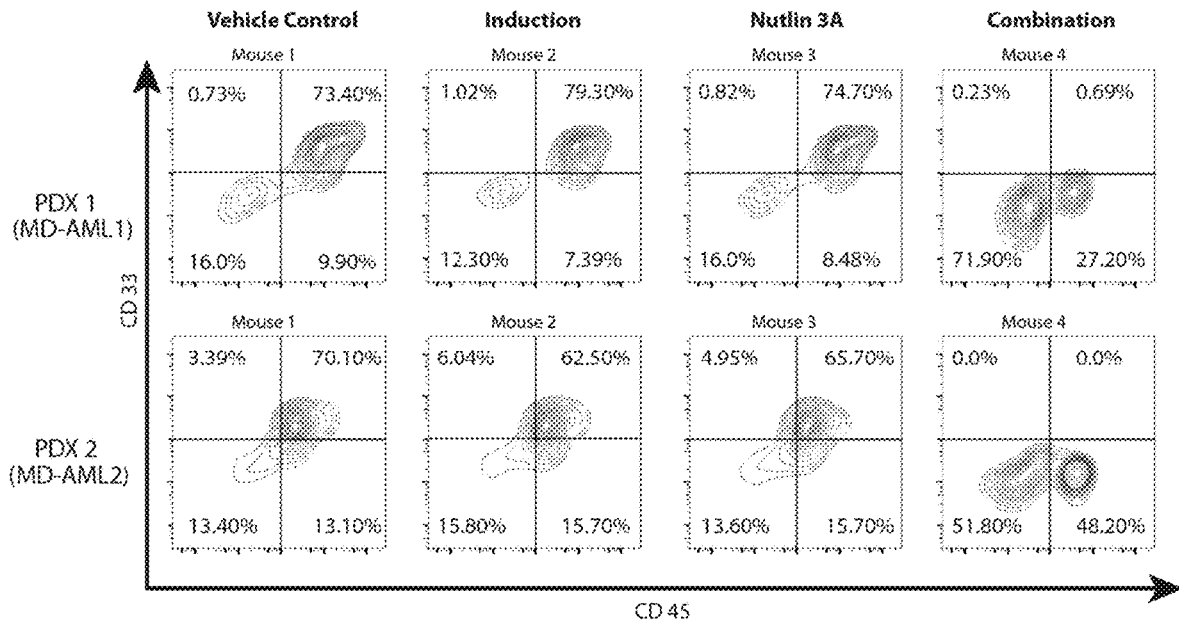 Vehicle Control Induction Nutlin 3A Combination
Mouse 1 Mouse 2 Mouse 3 Mouse 4
0.73% 73.40% 1.02% 79.30% 0.82% 74.70% 0.23% 0.69%
PDX 1
(MD-AML1)
16.0% 9.90% 12.30% 7.39% 16.0% 8.48% 71.90% 27.20%
CD 33
Mouse 1 Mouse 2 Mouse 3 Mouse 4
3.39% 70.10% 6.04% 62.50% 4.95% 65.70% 0.0% 0.0%
PDX 2
(MD-AML2)
13.40% 13.10% 15.80% 15.70% 13.60% 15.70% 51.80% 48.20%
CD 45